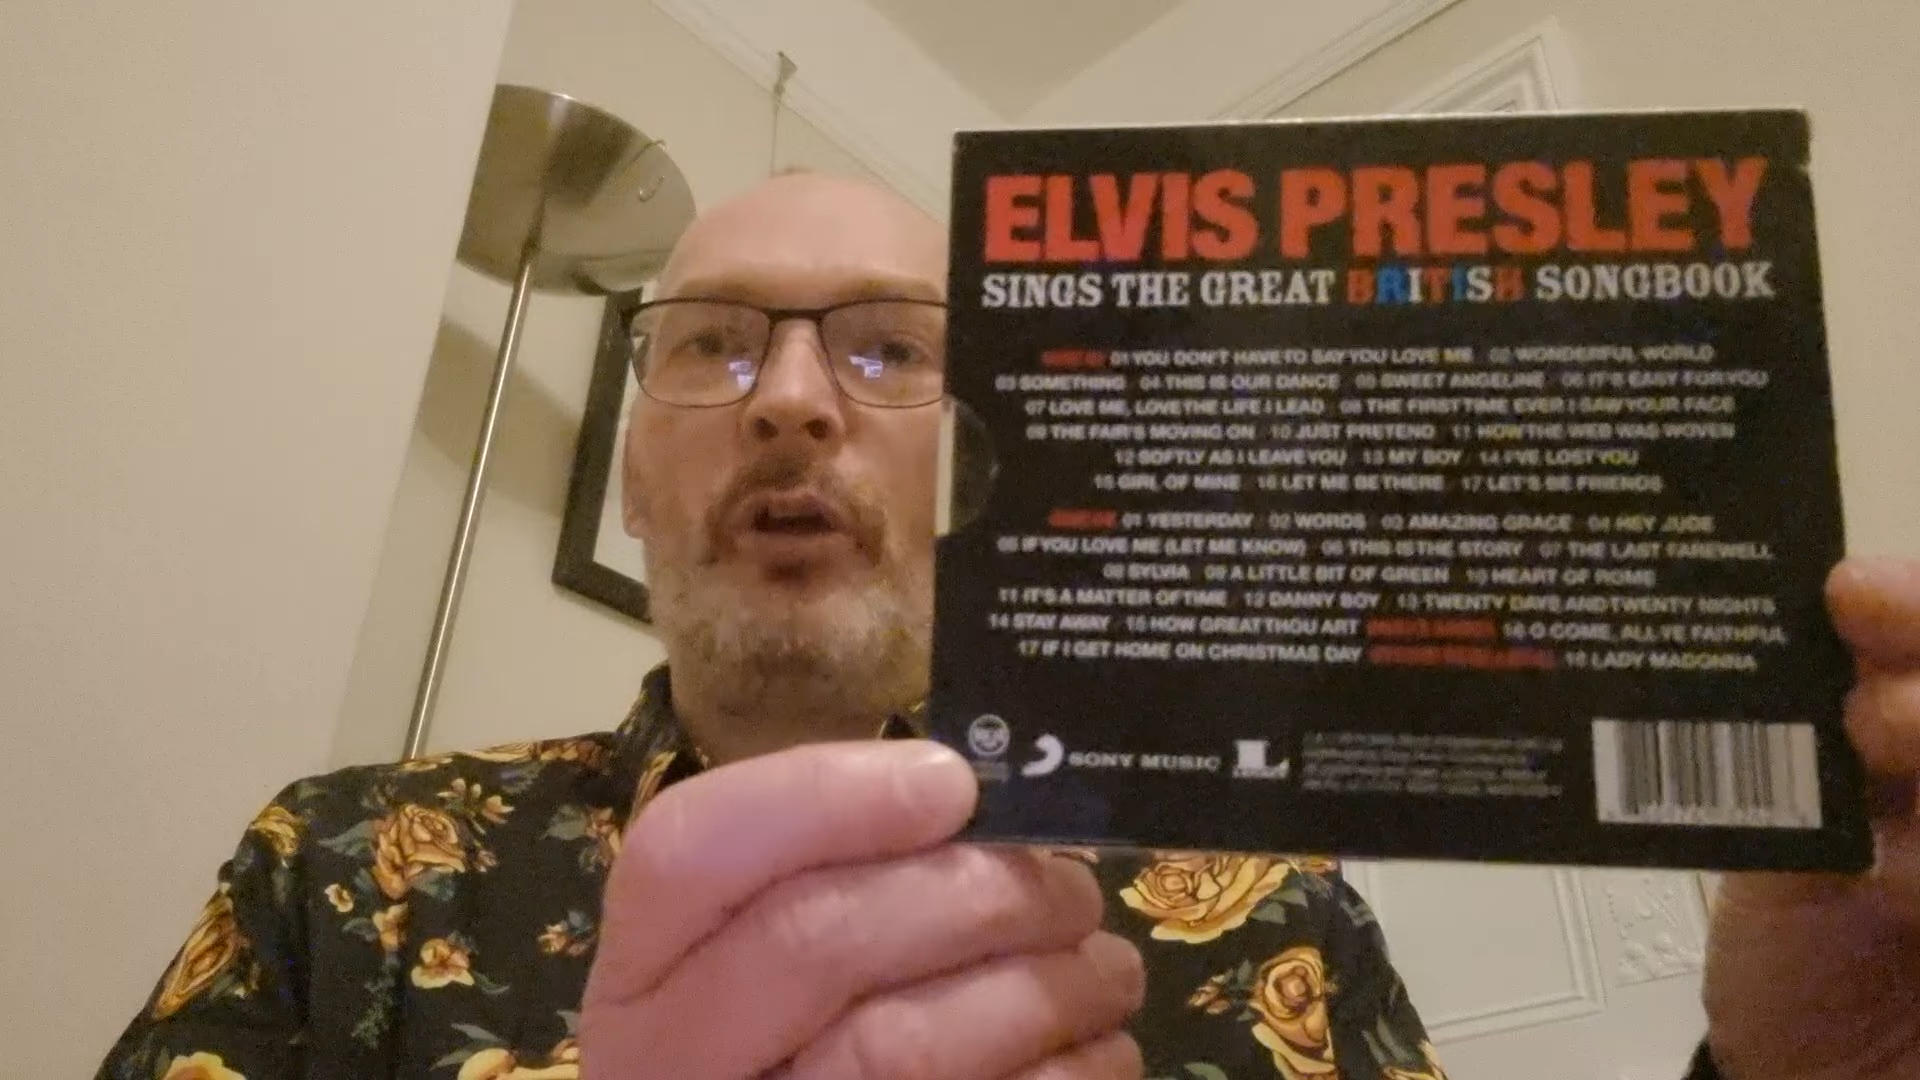 ELVIS PRESLEY
SINGS THE GREAT BRITISH SONGBOOK
01 YOU DON'T HAVE TO SAY YOU LOVE ME 02 WONDERFUL WORLD
03 SOMETHING 04 THIS IS OUR DANCE 05 SWEET ANGELINE 06 IT'S EASY FOR YOU
07 LOVE ME, LOVE THE LIFE I LEAD 08 THE FIRST TIME EVER I SAW YOUR FACE
09 THE FAIR'S MOVING ON 10 JUST PRETEND 11 HOW THE WEB WAS WOVEN
12 SOFTLY AS I LEAVE YOU 13 MY BOY 14 I'VE LOST YOU
15 GIRL OF MINE 16 LET ME BE THERE 17 LET'S BE FRIENDS
01 YESTERDAY 02 WORDS 03 AMAZING GRACE 04 HEY JUDE
05 IF YOU LOVE ME (LET ME KNOW) 06 THIS IS THE STORY 07 THE LAST FAREWELL
08 SYLVIA 09 A LITTLE BIT OF GREEN 10 HEART OF ROME
11 IT'S A MATTER OF TIME 12 DANNY BOY 13 TWENTY DAYS AND TWENTY NIGHTS
14 STAY AWAY 15 HOW GREAT THOU ART 16 O COME, ALL YE FAITHFUL
17 IF I GET HOME ON CHRISTMAS DAY 18 LADY MADONNA
RCA
SONY MUSIC